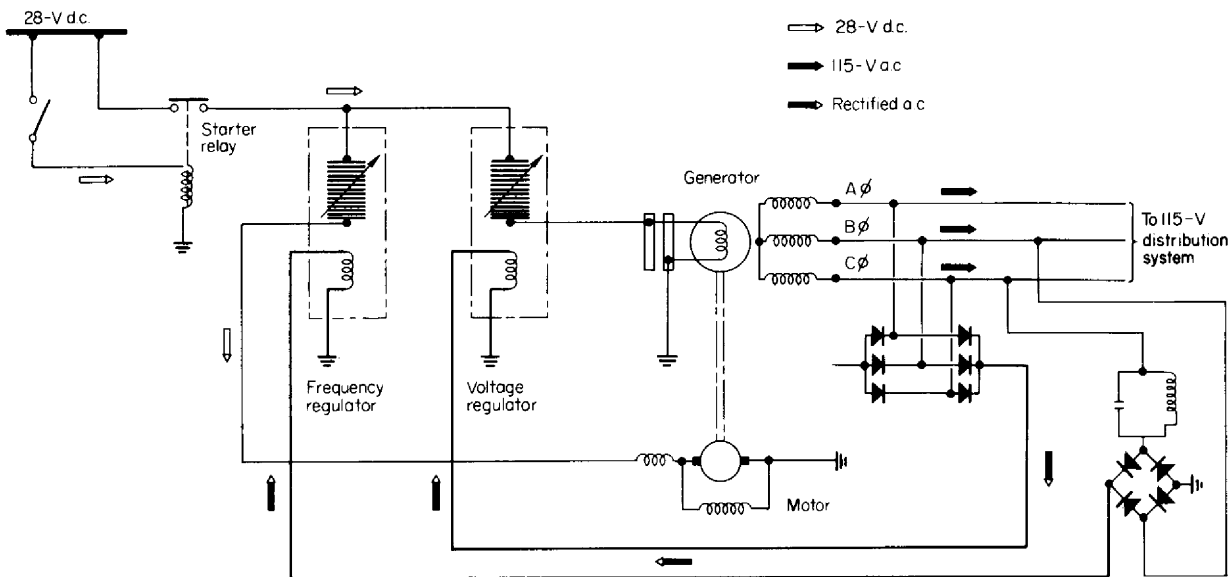 28-V d.c.
28-V d.c.
115-V a.c
Rectified a c
Starter
relay
Generator
AØ
BØ
CØ
To 115-V
distribution
system
Frequency
regulator
Voltage
regulator
Motor